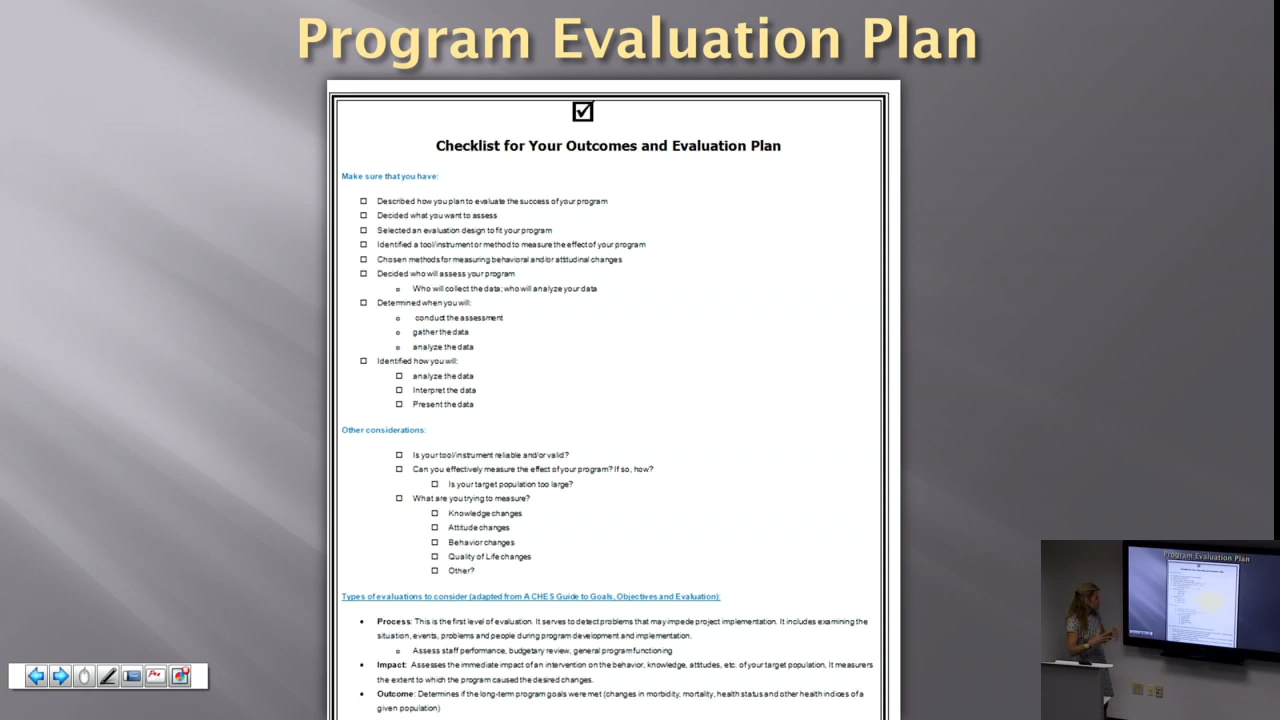 Program Evaluation Plan
Checklist for Your Outcomes and Evaluation Plan
Make sure that you have:
Described how you plan to evaluate the success of your program
Decided what you want to assess
Selected an evaluation design to fit your program
Identified a tool/instrument or method to measure the effect of your program
Chosen methods for measuring behavioral and/or attitudinal changes
Decided who will assess your program
Who will collect the data; who will analyze your data
Determined when you will:
conduct the assessment
gather the data
analyze the data
Identified how you will:
analyze the data
Interpret the data
Present the data
Other considerations:
Is your tool/instrument reliable and/or valid?
Can you effectively measure the effect of your program? If so, how?
Is your target population too large?
What are you trying to measure?
Knowledge changes
Attitude changes
Behavior changes
Quality of Life changes
Other?
Types of evaluations to consider (adapted from A CHES Guide to Goals, Objectives and Evaluation):
Process: This is the first level of evaluation. It serves to detect problems that may impede project implementation. It includes examining the
situation, events, problems and people during program development and implementation.
Assess staff performance, budgetary review, general program functioning
Impact: Assesses the immediate impact of an intervention on the behavior, knowledge, attitudes, etc. of your target population. It measurers
the extent to which the program caused the desired changes.
Outcome: Determines if the long-term program goals were met (changes in morbidity, mortality, health status and other health indices of a
given population)
Program Evaluation Plan